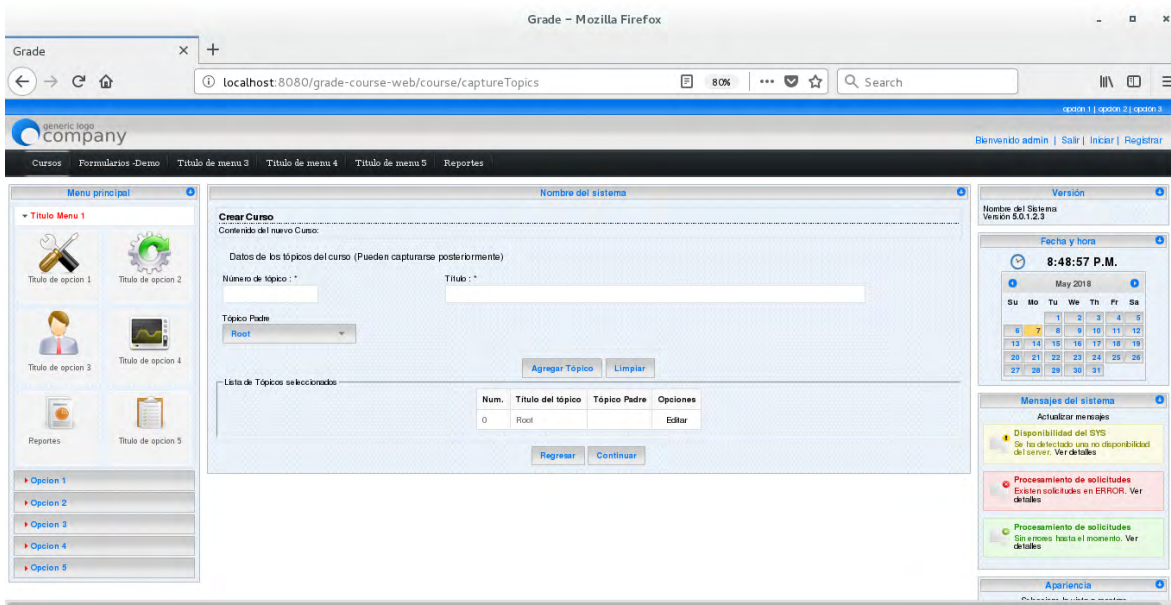 Grade - Mozilla Firefox
Grade
localhost:8080/grade-course-web/course/captureTopics
80%
Search
opción 1 | opción 2 | opción 3
generic logo
company
Bienvenido admin | Salir | Iniciar | Registrar
Cursos Formularios -Demo Titulo de menu 3 Titulo de menu 4 Titulo de menu 5 Reportes
Menu principal
Titulo Menu 1
Titulo de opcion 1
Titulo de opcion 2
Titulo de opcion 3
Titulo de opcion 4
Reportes
Titulo de opcion 5
Opcion 1
Opcion 2
Opcion 3
Opcion 4
Opcion 5
Nombre del sistema
Crear Curso
Contenido del nuevo Curso:
Datos de los tópicos del curso (Pueden capturarse posteriormente)
Número de tópico : *
Título : *
Tópico Padre
Root
Agregar Tópico
Limpiar
Lista de Tópicos seleccionados
Num. Título del tópico Tópico Padre Opciones
0 Root Editar
Regresar
Continuar
Versión
Nombre del Sistema
Versión 5.0.1.2.3
Fecha y hora
8:48:57 P.M.
May 2018
Su Mo Tu We Th Fr Sa
1 2 3 4 5
6 7 8 9 10 11 12
13 14 15 16 17 18 19
20 21 22 23 24 25 26
27 28 29 30 31
Mensajes del sistema
Actualizar mensajes
Disponibilidad del SYS
Se ha detectado una no disponibilidad
del server. Ver detalles
Procesamiento de solicitudes
Existen solicitudes en ERROR. Ver
detalles
Procesamiento de solicitudes
Sin errores hasta el momento. Ver
detalles
Apariencia